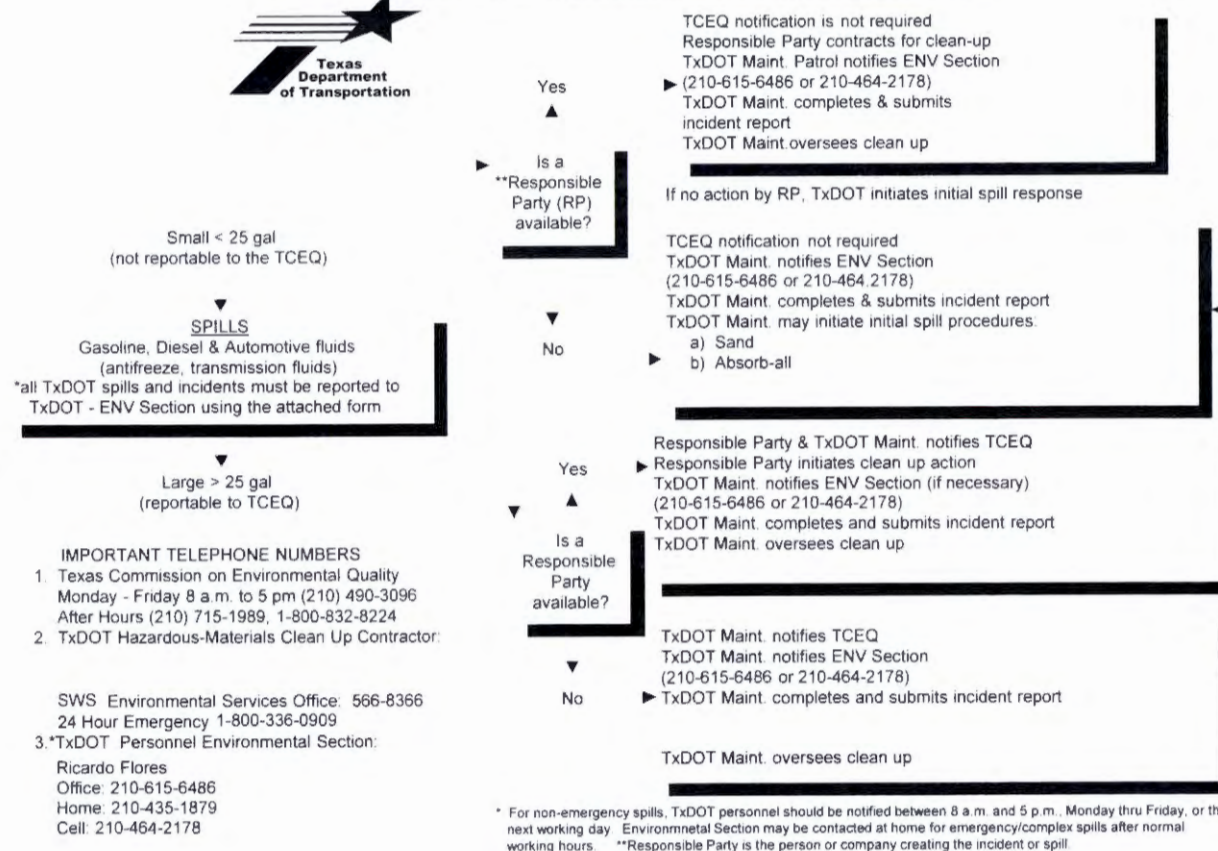 Texas
Department
of Transportation
Small < 25 gal
(not reportable to the TCEQ)
SPILLS
Gasoline, Diesel & Automotive fluids
(antifreeze, transmission fluids)
*all TxDOT spills and incidents must be reported to
TxDOT - ENV Section using the attached form
Large > 25 gal
(reportable to TCEQ)
IMPORTANT TELEPHONE NUMBERS
1. Texas Commission on Environmental Quality
Monday - Friday 8 a.m. to 5 pm (210) 490-3096
After Hours (210) 715-1989, 1-800-832-8224
2. TxDOT Hazardous-Materials Clean Up Contractor:
SWS Environmental Services Office: 566-8366
24 Hour Emergency 1-800-336-0909
3.*TxDOT Personnel Environmental Section:
Ricardo Flores
Office: 210-615-6486
Home: 210-435-1879
Cell: 210-464-2178
Yes
Is a
**Responsible
Party (RP)
available?
No
TCEQ notification is not required
Responsible Party contracts for clean-up
TxDOT Maint. Patrol notifies ENV Section
(210-615-6486 or 210-464-2178)
TxDOT Maint. completes & submits
incident report
TxDOT Maint.oversees clean up
If no action by RP, TxDOT initiates initial spill response
TCEQ notification not required
TxDOT Maint. notifies ENV Section
(210-615-6486 or 210-464.2178)
TxDOT Maint. completes & submits incident report
TxDOT Maint. may initiate initial spill procedures:
a) Sand
b) Absorb-all
Yes
Is a
Responsible
Party
available?
No
Responsible Party & TxDOT Maint. notifies TCEQ
Responsible Party initiates clean up action
TxDOT Maint. notifies ENV Section (if necessary)
(210-615-6486 or 210-464-2178)
TxDOT Maint. completes and submits incident report
TxDOT Maint. oversees clean up
TxDOT Maint. notifies TCEQ
TxDOT Maint. notifies ENV Section
(210-615-6486 or 210-464-2178)
TxDOT Maint. completes and submits incident report
TxDOT Maint. oversees clean up
* For non-emergency spills, TxDOT personnel should be notified between 8 a.m. and 5 p.m., Monday thru Friday, or th
next working day. Environmnetal Section may be contacted at home for emergency/complex spills after normal
working hours. **Responsible Party is the person or company creating the incident or spill.